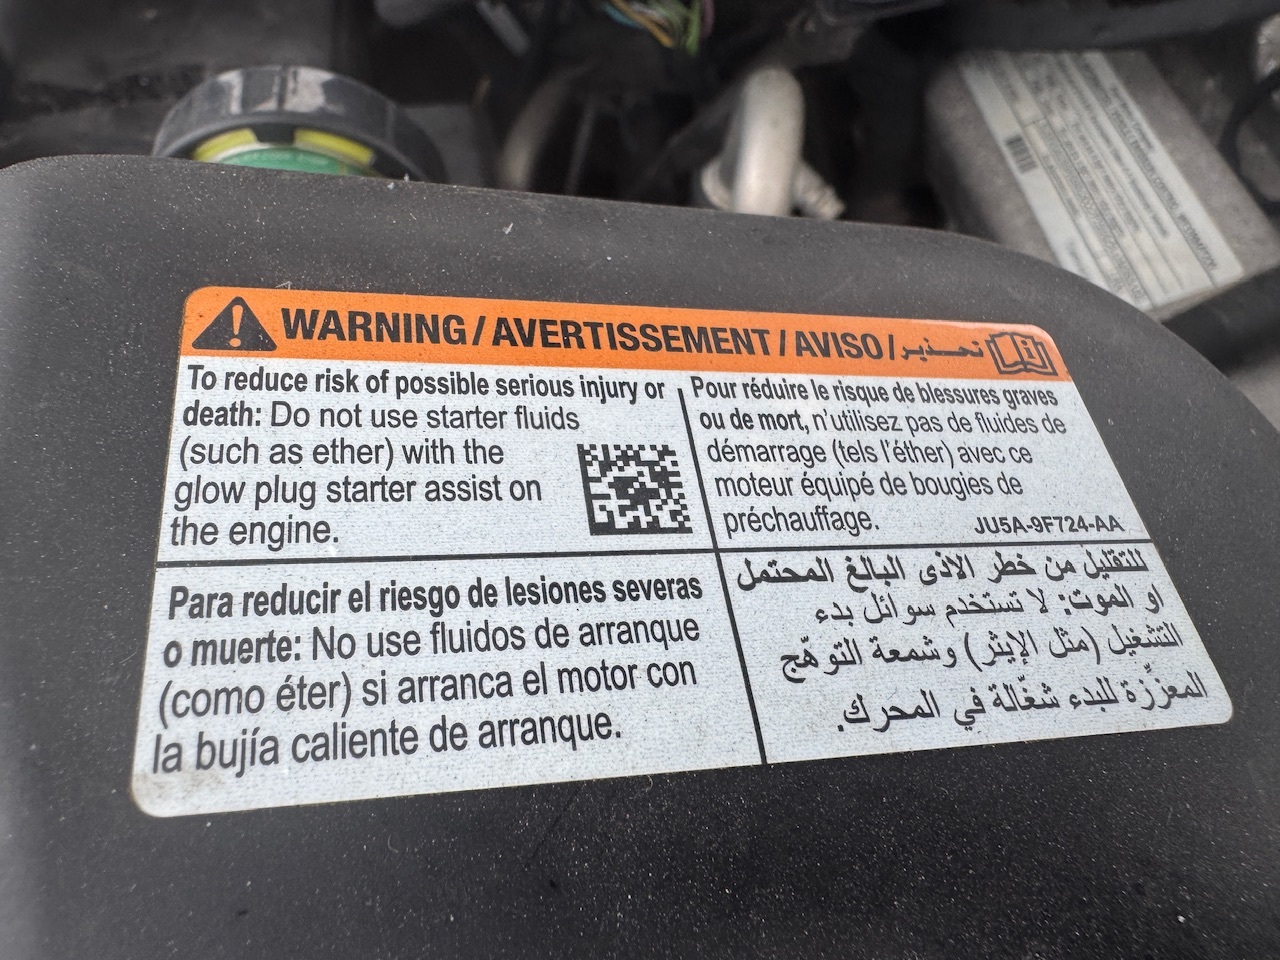 WARNING / AVERTISSEMENT / AVISO / تحذير
To reduce risk of possible serious injury or
death: Do not use starter fluids
(such as ether) with the
glow plug starter assist on
the engine.
Pour réduire le risque de blessures graves
ou de mort, n'utilisez pas de fluides de
démarrage (tels l'éther) avec ce
moteur équipé de bougies de
préchauffage.
JU5A-9F724-AA
Para reducir el riesgo de lesiones severas
o muerte: No use fluidos de arranque
(como éter) si arranca el motor con
la bujía caliente de arranque.
للتقليل من خطر الاذى البالغ المحتمل
او الموت: لا تستخدم سوائل بدء
التشغيل (مثل الإيثر) وشمعة التوهّج
المعزّزة للبدء شغّالة في المحرك.